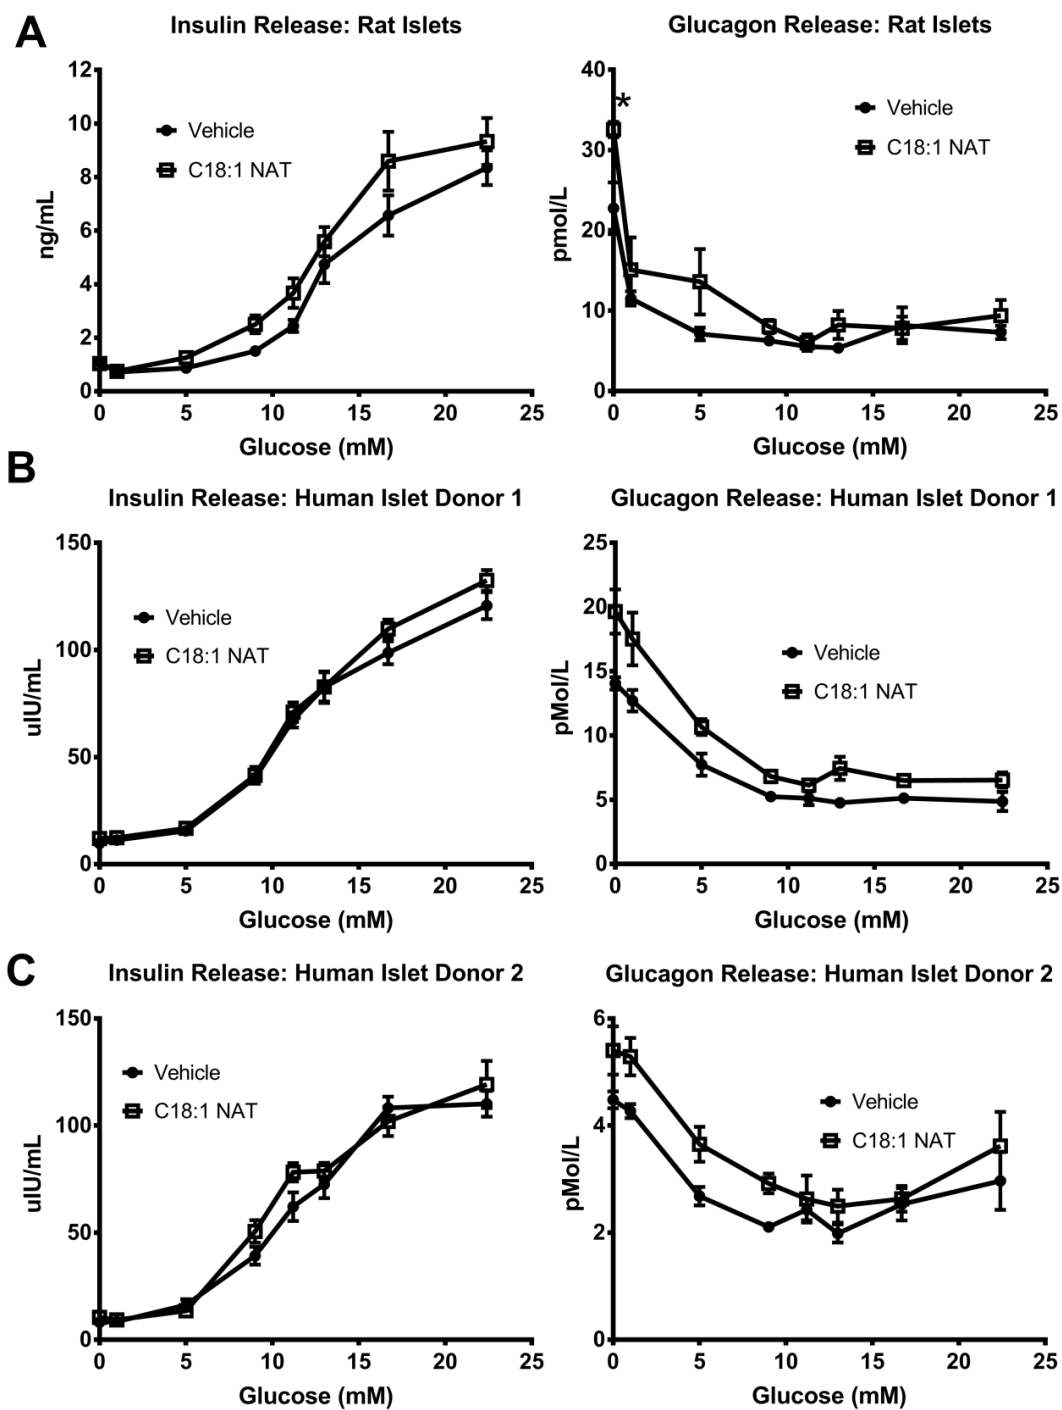 A
Insulin Release: Rat Islets
12
10
8
6
4
2
0
ng/mL
Vehicle
C18:1 NAT
0 5 10 15 20 25
Glucose (mM)
Glucagon Release: Rat Islets
40
30
20
10
0
pmol/L
*
Vehicle
C18:1 NAT
0 5 10 15 20 25
Glucose (mM)
B
Insulin Release: Human Islet Donor 1
150
100
50
0
uIU/mL
Vehicle
C18:1 NAT
0 5 10 15 20 25
Glucose (mM)
Glucagon Release: Human Islet Donor 1
25
20
15
10
5
0
pMol/L
Vehicle
C18:1 NAT
0 5 10 15 20 25
Glucose (mM)
C
Insulin Release: Human Islet Donor 2
150
100
50
0
uIU/mL
Vehicle
C18:1 NAT
0 5 10 15 20 25
Glucose (mM)
Glucagon Release: Human Islet Donor 2
6
4
2
0
pMol/L
Vehicle
C18:1 NAT
0 5 10 15 20 25
Glucose (mM)